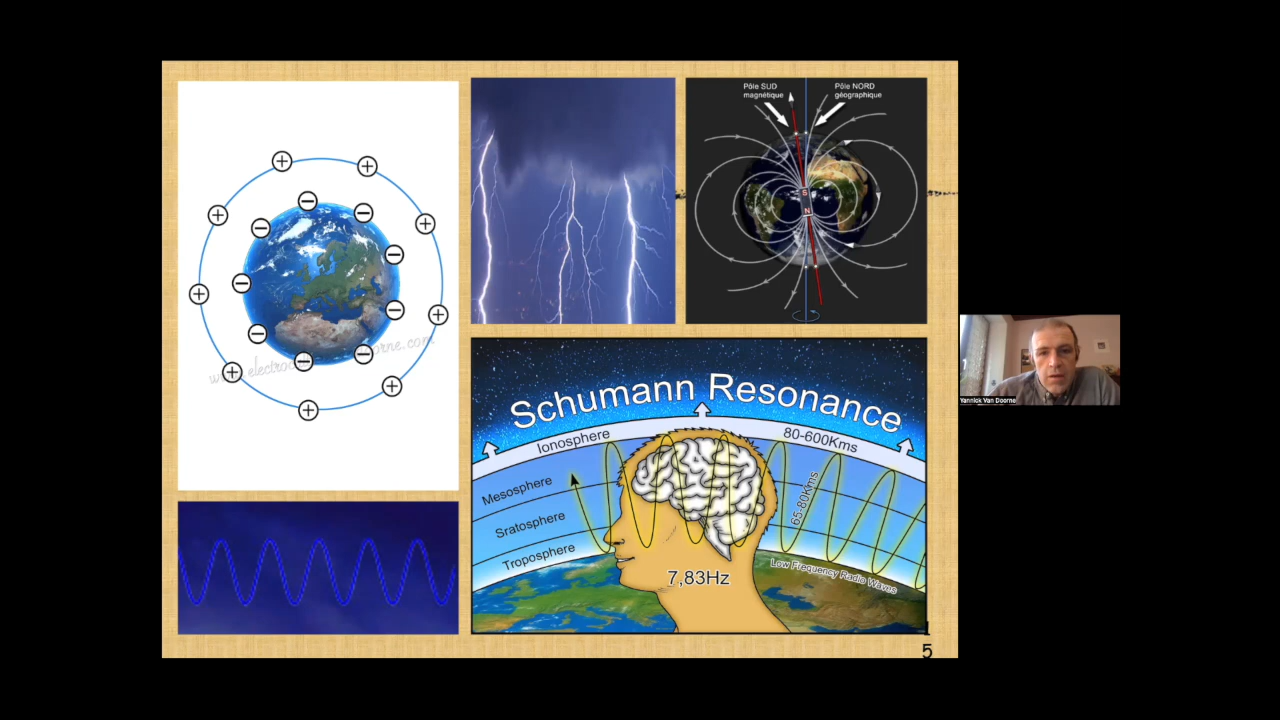 Pôle SUD
magnétique
Pôle NORD
géographique
S
N
Schumann Resonance
Ionosphere
80-600Kms
Mesosphere
65-80Kms
Sratosphere
Troposphere
Low Frequency Radio Waves
7,83Hz
Yannick Van Doorne
5